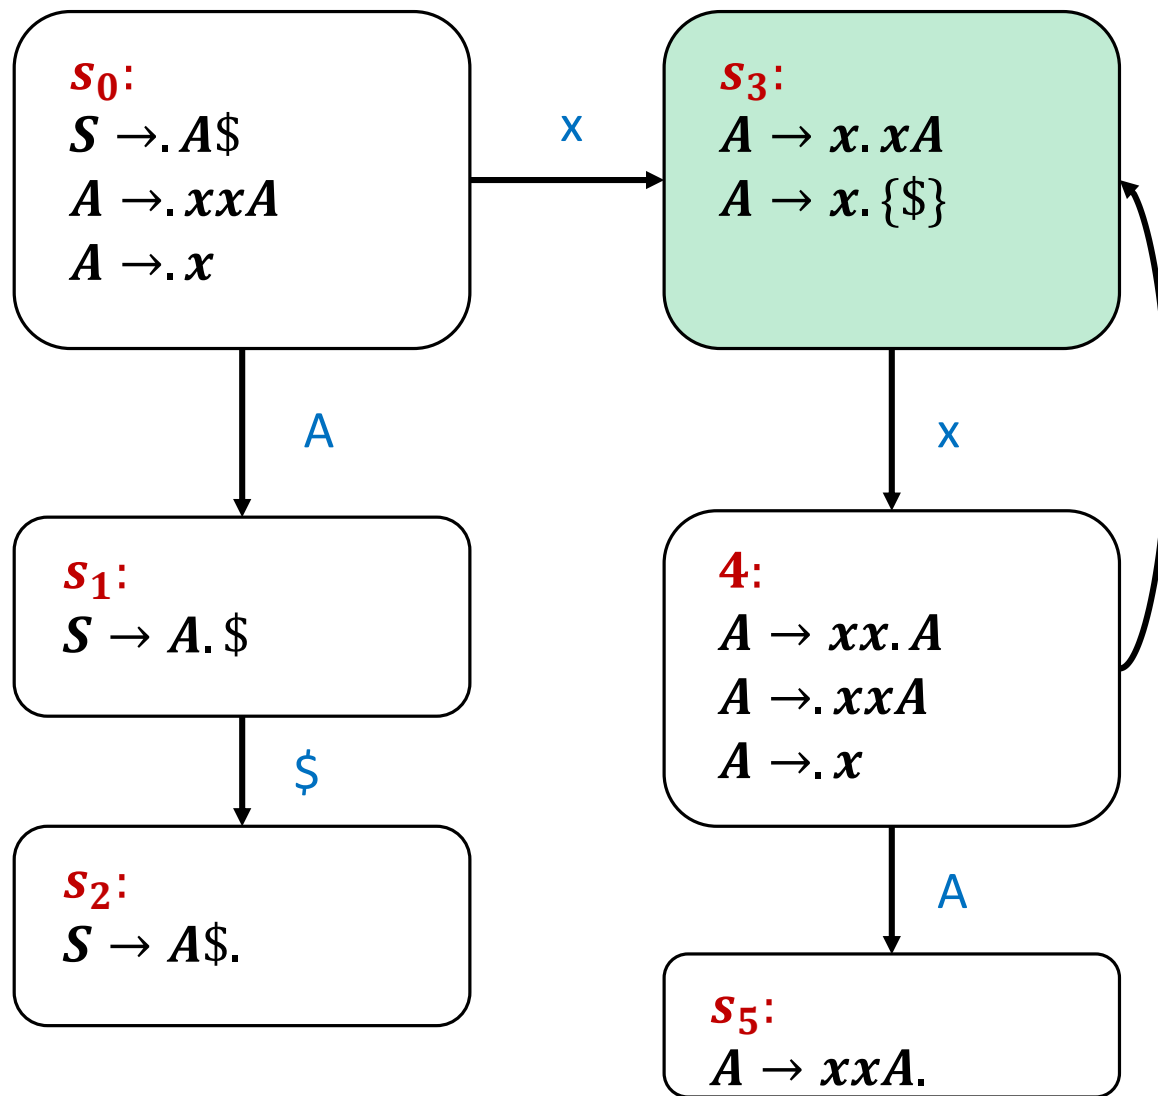 s₀:
S →. A$
A →. xxA
A →. x
x
s₃:
A → x. xA
A → x. {$}
A
x
s₁:
S → A. $
4:
A → xx. A
A →. xxA
A →. x
$
A
s₂:
S → A$.
s₅:
A → xxA.